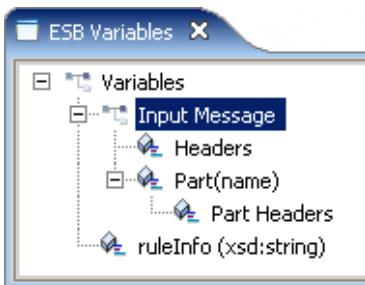 ESB Variables
Variables
Input Message
Headers
Part(name)
Part Headers
ruleInfo (xsd:string)